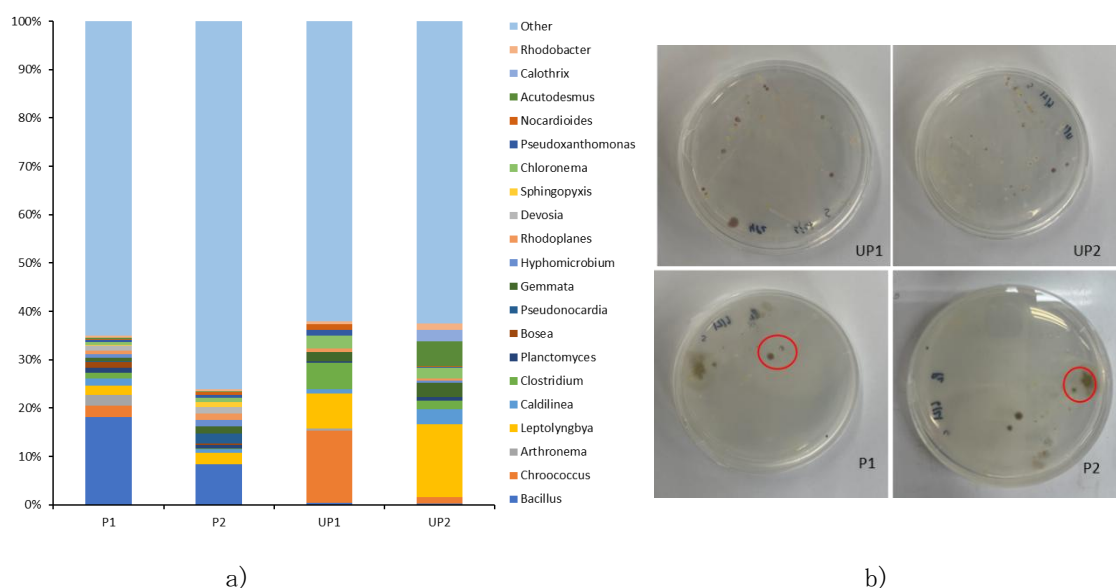 100%
90%
80%
70%
60%
50%
40%
30%
20%
10%
0%
P1 P2 UP1 UP2
Other
Rhodobacter
Calothrix
Acutodesmus
Nocardioides
Pseudoxanthomonas
Chloronema
Sphingopyxis
Devosia
Rhodoplanes
Hyphomicrobium
Gemmata
Pseudonocardia
Bosea
Planctomyces
Clostridium
Caldilinea
Leptolyngbya
Arthronema
Chroococcus
Bacillus
a)
UP1
UP2
P1
P2
b)